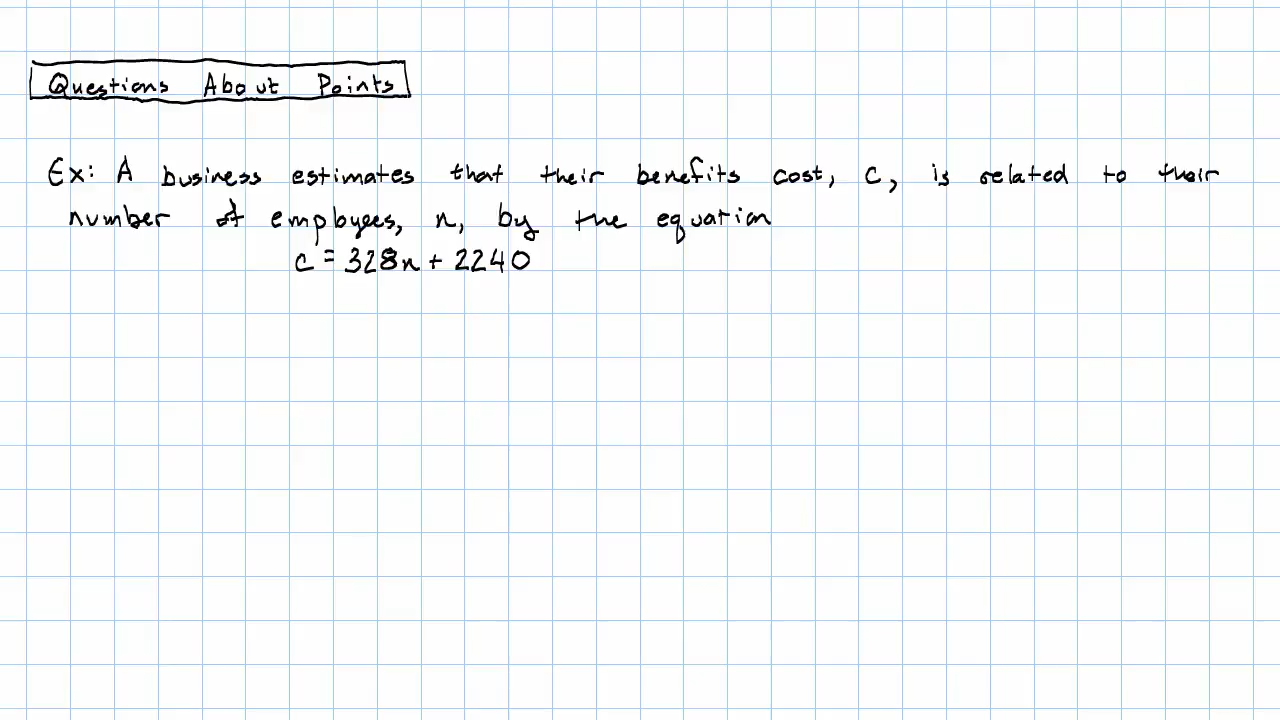 Questions About Points
Ex: A business estimates that their benefits cost, c, is related to their
number of employees, n, by the equation
c = 328n + 2240